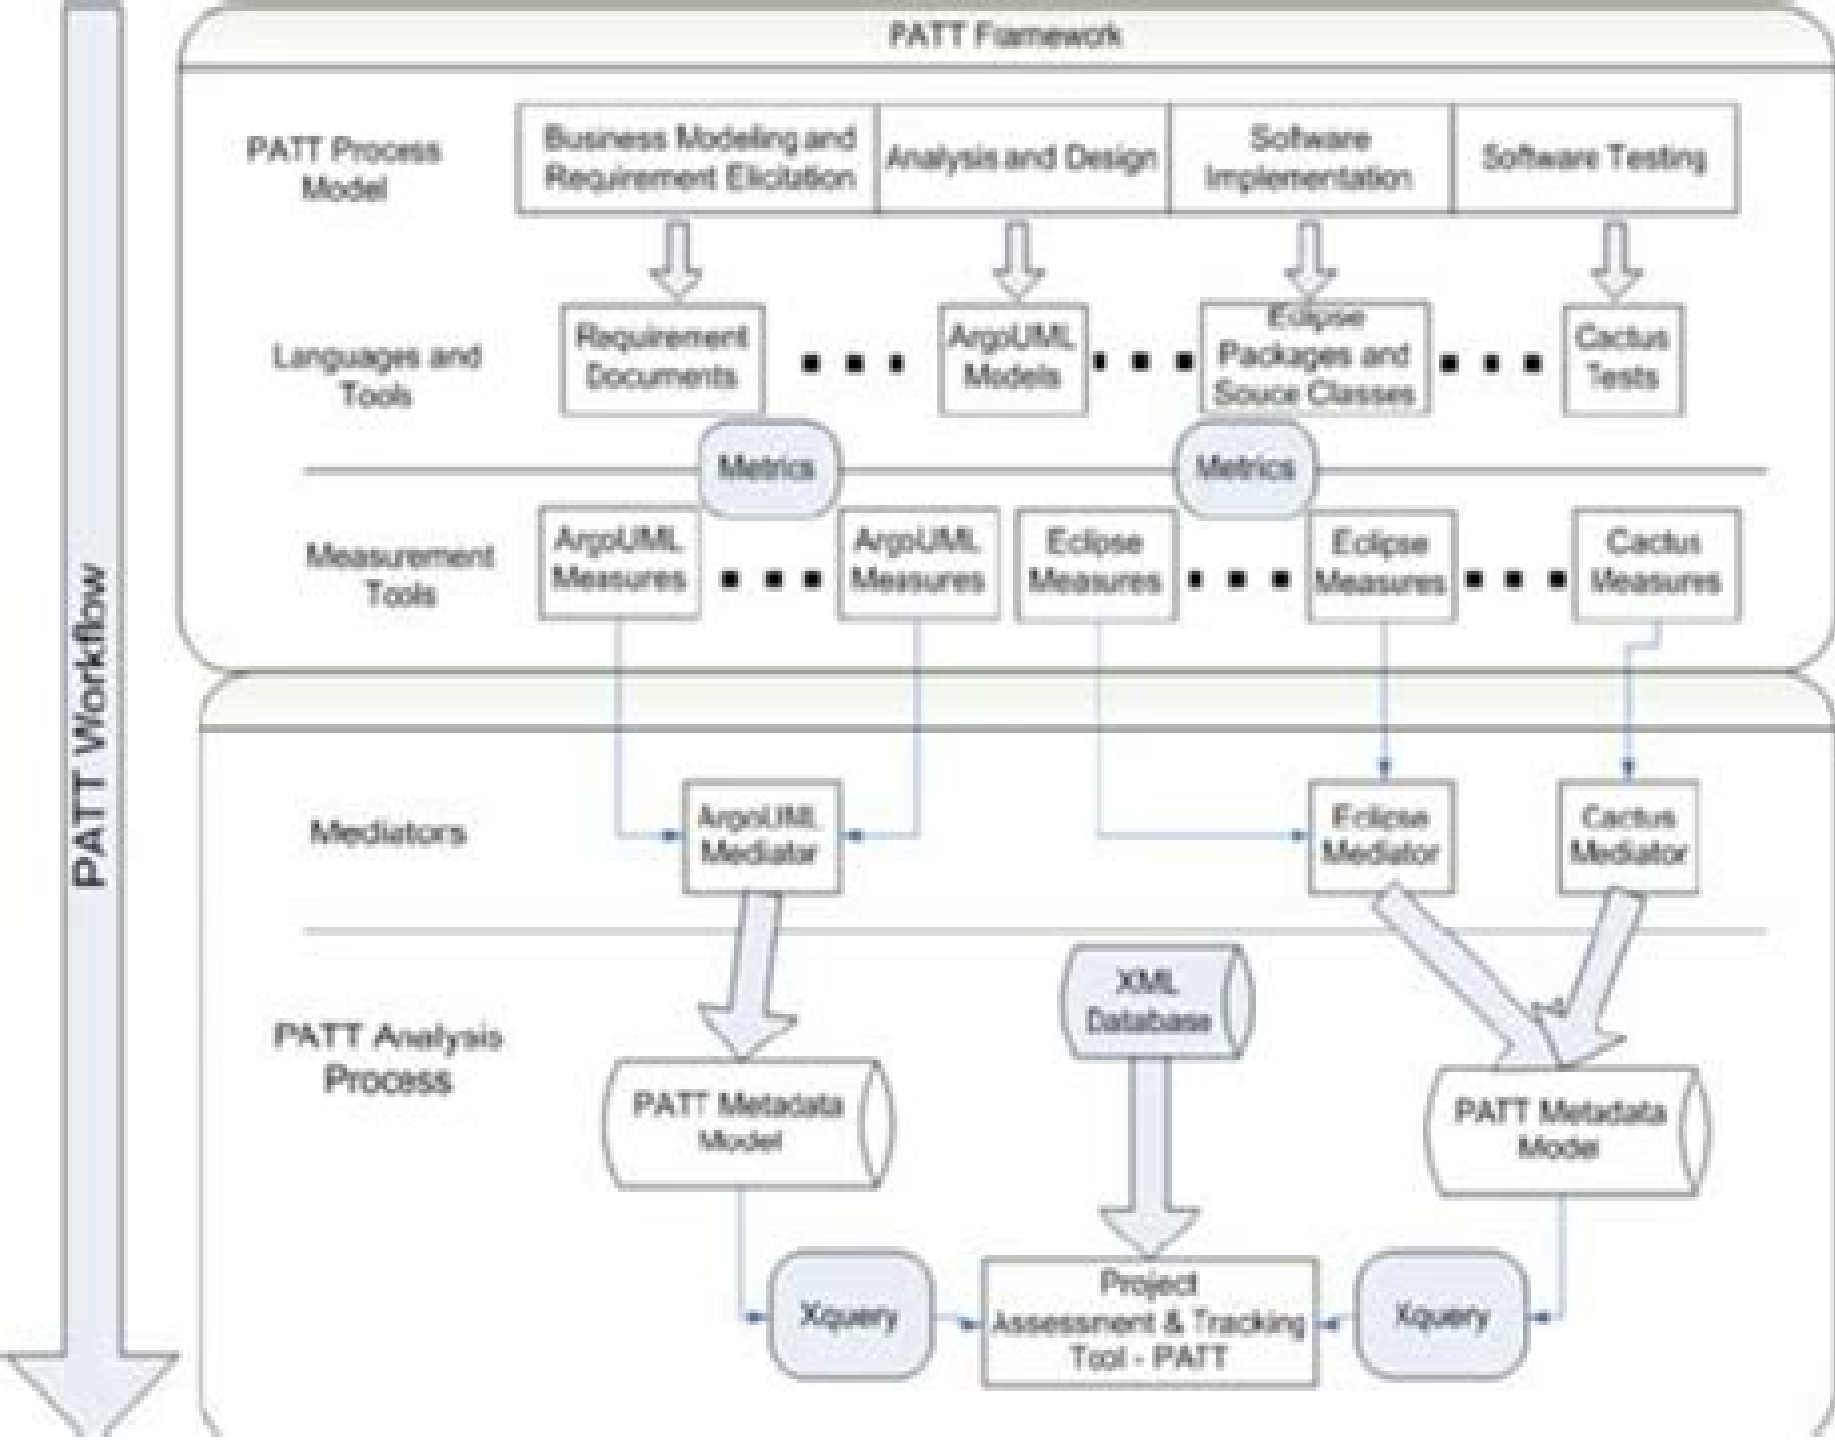 PATT Framework
PATT Process
Model
Business Modeling and
Requirement Elicitation
Analysis and Design
Software
Implementation
Software Testing
Languages and
Tools
Requirement
Documents
ArgoUML
Models
Eclipse
Packages and
Souce Classes
Cactus
Tests
Metrics
Metrics
Measurement
Tools
ArgoUML
Measures
ArgoUML
Measures
Eclipse
Measures
Eclipse
Measures
Cactus
Measures
PATT Workflow
Mediators
ArgoUML
Mediator
Eclipse
Mediator
Cactus
Mediator
PATT Analysis
Process
XML
Database
PATT Metadata
Model
PATT Metadata
Model
Xquery
Project
Assessment & Tracking
Tool - PATT
Xquery